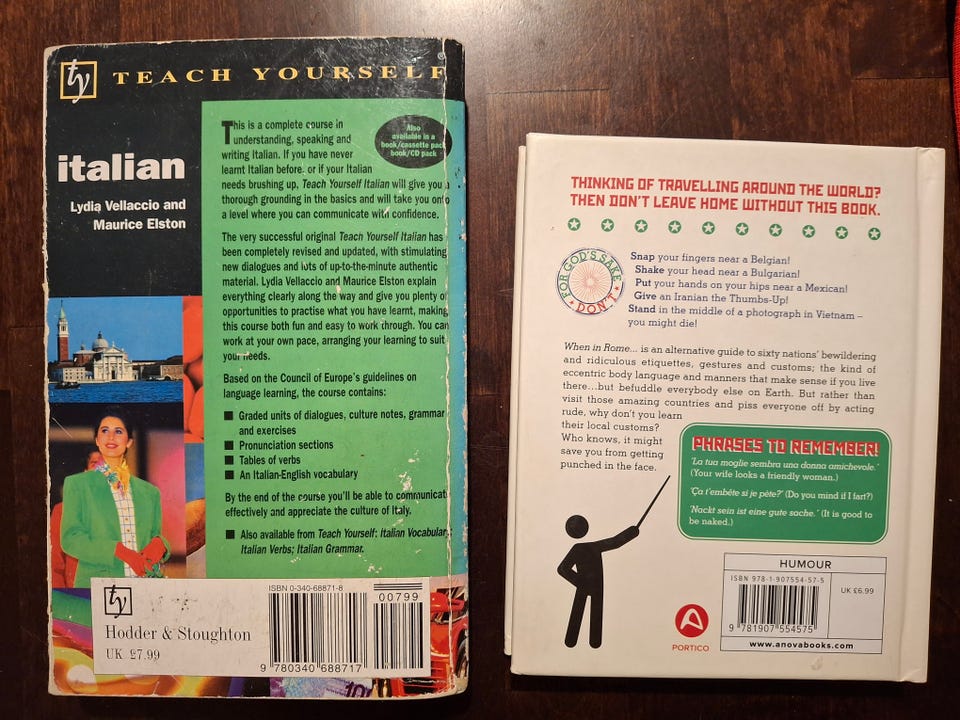 ty TEACH YOURSELF
italian
Lydia Vellaccio and
Maurice Elston
Also
available in a
book/cassette pack
book/CD pack
This is a complete course in
understanding, speaking and
writing Italian. If you have never
learnt Italian before, or if your Italian
needs brushing up, Teach Yourself Italian will give you a
thorough grounding in the basics and will take you onto
a level where you can communicate with confidence.
The very successful original Teach Yourself Italian has
been completely revised and updated, with stimulating
new dialogues and lots of up-to-the-minute authentic
material. Lydia Vellaccio and Maurice Elston explain
everything clearly along the way and give you plenty of
opportunities to practise what you have learnt, making
this course both fun and easy to work through. You can
work at your own pace, arranging your learning to suit
your needs.
Based on the Council of Europe's guidelines on
language learning, the course contains:
■ Graded units of dialogues, culture notes, grammar
and exercises
■ Pronunciation sections
■ Tables of verbs
■ An Italian-English vocabulary
By the end of the course you'll be able to communicate
effectively and appreciate the culture of Italy.
■ Also available from Teach Yourself: Italian Vocabulary;
Italian Verbs; Italian Grammar.
ty
Hodder & Stoughton
UK £7.99
ISBN 0-340-68871-8
00799
9 780340 688717
THINKING OF TRAVELLING AROUND THE WORLD?
THEN DON'T LEAVE HOME WITHOUT THIS BOOK.
FOR GOD'S SAKE
DON'T
Snap your fingers near a Belgian!
Shake your head near a Bulgarian!
Put your hands on your hips near a Mexican!
Give an Iranian the Thumbs-Up!
Stand in the middle of a photograph in Vietnam –
you might die!
When in Rome... is an alternative guide to sixty nations' bewildering
and ridiculous etiquettes, gestures and customs; the kind of
eccentric body language and manners that make sense if you live
there...but befuddle everybody else on Earth. But rather than
visit those amazing countries and piss everyone off by acting
rude, why don't you learn
their local customs?
Who knows, it might
save you from getting
punched in the face.
PHRASES TO REMEMBER!
'La tua moglie sembra una donna amichevole.'
(Your wife looks a friendly woman.)
'Ça t'embête si je pète?' (Do you mind if I fart?)
'Nackt sein ist eine gute sache.' (It is good to
be naked.)
PORTICO
HUMOUR
ISBN 978-1-907554-57-5
UK £6.99
9 781907 554575
www.anovabooks.com